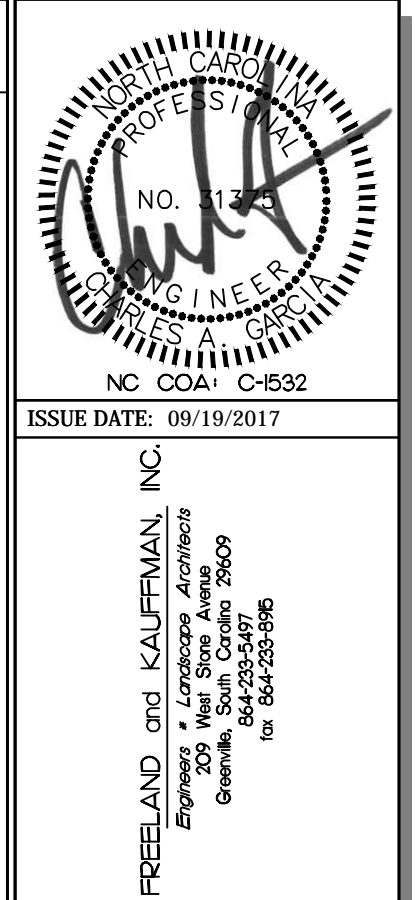 NORTH CAROLINA
PROFESSIONAL
NO. 31375
ENGINEER
CHARLES A. GARCIA
NC COA: C-1532
ISSUE DATE: 09/19/2017
FREELAND and KAUFFMAN, INC.
Engineers * Landscape Architects
209 West Stone Avenue
Greenville, South Carolina 29609
864-233-5497
fax 864-233-8915